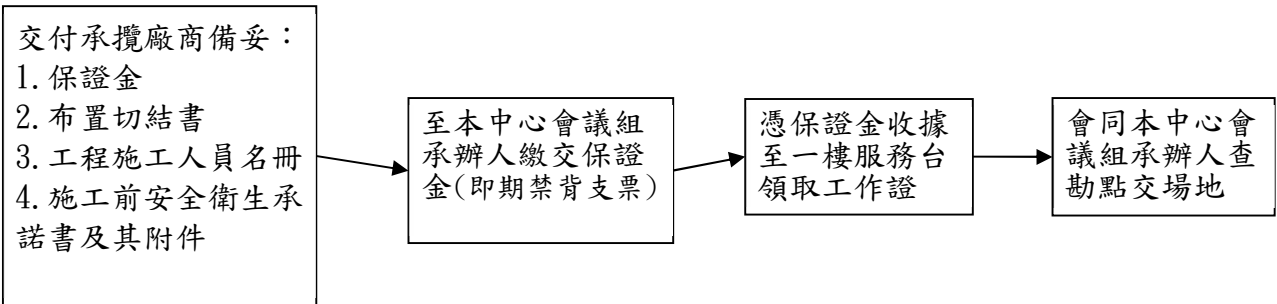 交付承攬廠商備妥：
1.保證金
2.布置切結書
3.工程施工人員名冊
4.施工前安全衛生承
諾書及其附件
至本中心會議組
承辦人繳交保證
金(即期禁背支票)
憑保證金收據
至一樓服務台
領取工作證
會同本中心會
議組承辦人查
勘點交場地